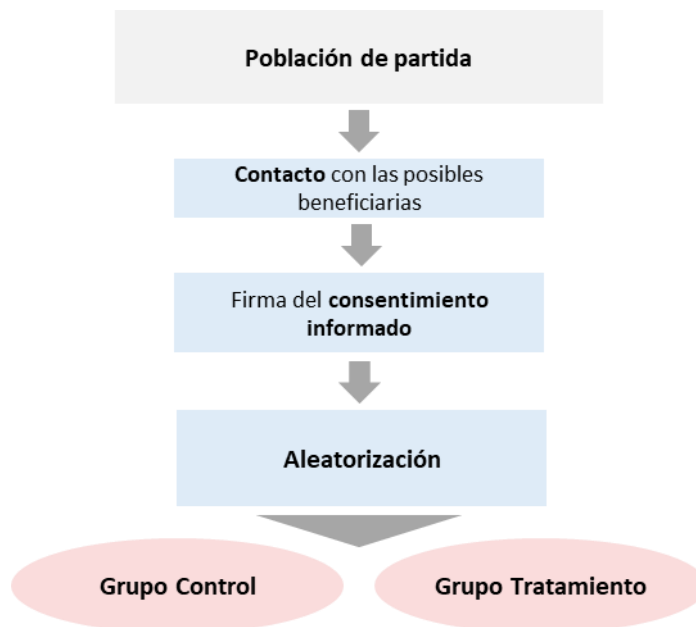 Población de partida
Contacto con las posibles
beneficiarias
Firma del consentimiento
informado
Aleatorización
Grupo Control
Grupo Tratamiento